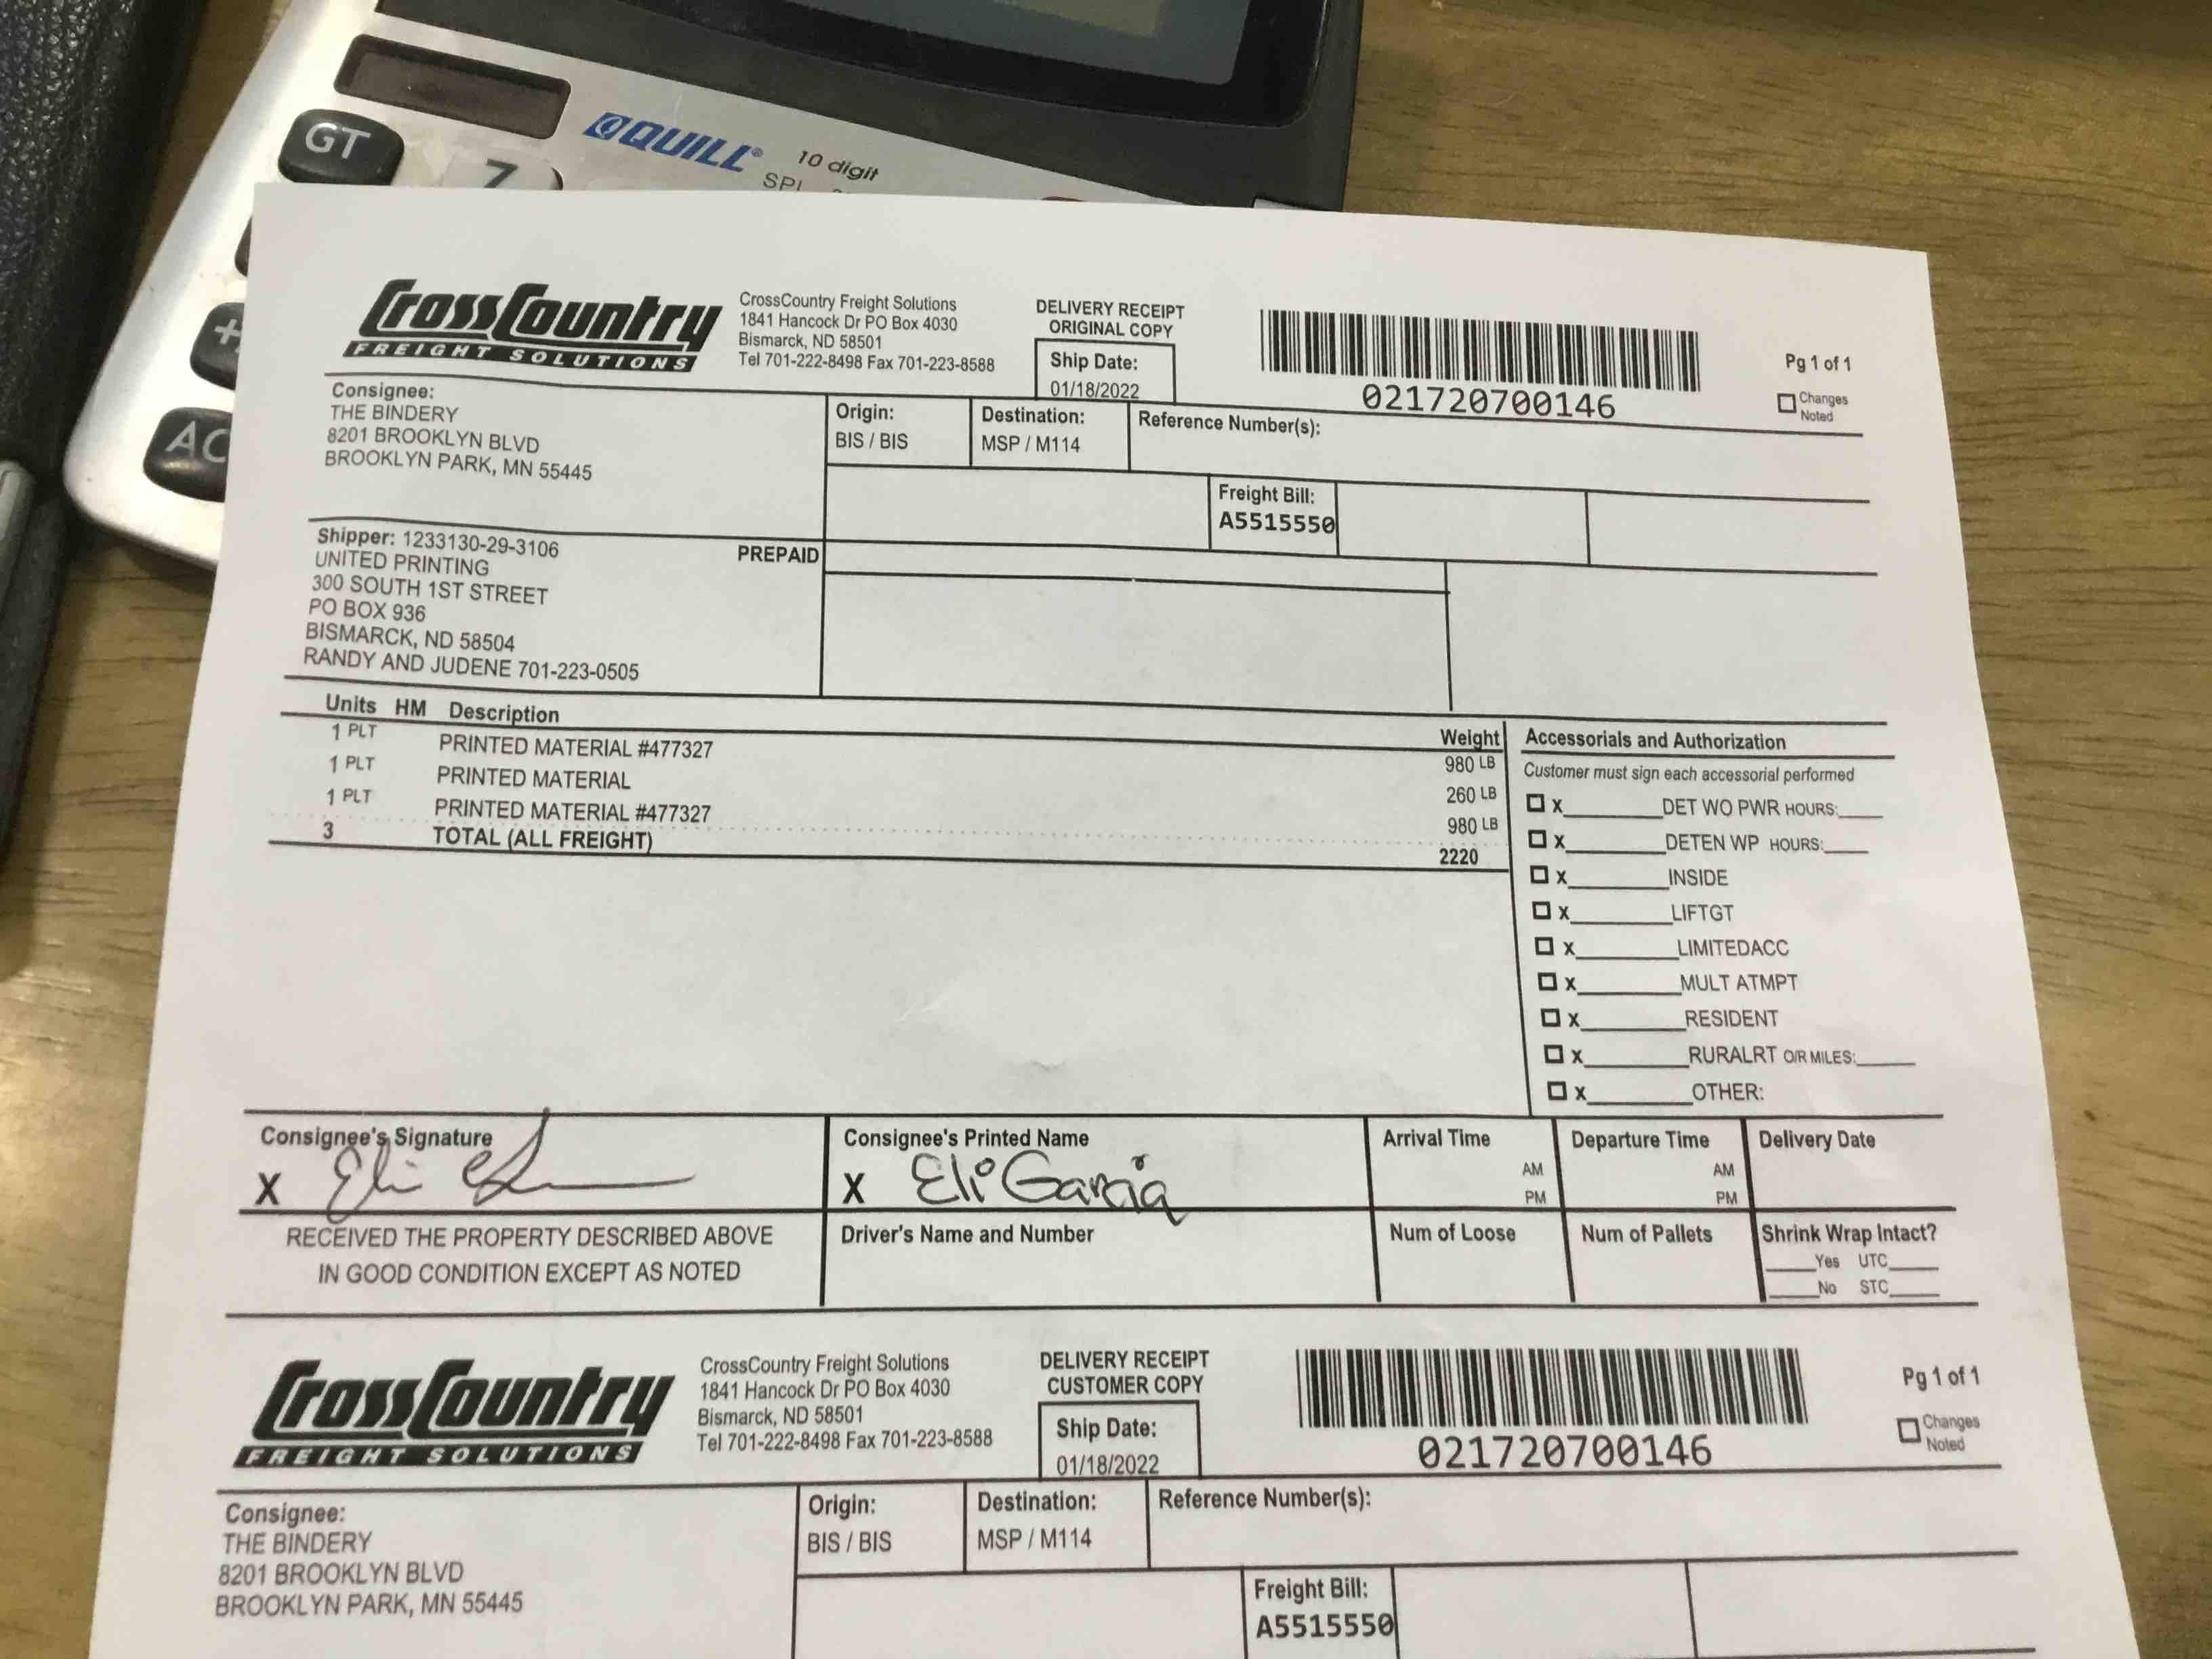 GT
7
QUILL®
10 digit
AC
CrossCountry
FREIGHT SOLUTIONS
CrossCountry Freight Solutions
1841 Hancock Dr PO Box 4030
Bismarck, ND 58501
Tel 701-222-8498 Fax 701-223-8588
DELIVERY RECEIPT
ORIGINAL COPY
Ship Date:
01/18/2022
021720700146
Pg 1 of 1
Changes
Noted
Consignee:
THE BINDERY
8201 BROOKLYN BLVD
BROOKLYN PARK, MN 55445
Origin:
BIS / BIS
Destination:
MSP / M114
Reference Number(s):
Freight Bill:
A5515550
Shipper: 1233130-29-3106
UNITED PRINTING
300 SOUTH 1ST STREET
PO BOX 936
BISMARCK, ND 58504
RANDY AND JUDENE 701-223-0505
PREPAID
Units HM Description Weight
1 PLT PRINTED MATERIAL #477327 980 LB
1 PLT PRINTED MATERIAL 260 LB
1 PLT PRINTED MATERIAL #477327 980 LB
3 TOTAL (ALL FREIGHT) 2220
Accessorials and Authorization
Customer must sign each accessorial performed
X DET WO PWR HOURS:
X DETEN WP HOURS:
X INSIDE
X LIFTGT
X LIMITEDACC
X MULT ATMPT
X RESIDENT
X RURALRT O/R MILES:
X OTHER:
Consignee's Signature
X Eli
RECEIVED THE PROPERTY DESCRIBED ABOVE
IN GOOD CONDITION EXCEPT AS NOTED
Consignee's Printed Name
X Eli Garcia
Driver's Name and Number
Arrival Time
AM
PM
Departure Time
AM
PM
Delivery Date
Num of Loose
Num of Pallets
Shrink Wrap Intact?
Yes UTC
No STC
CrossCountry
FREIGHT SOLUTIONS
CrossCountry Freight Solutions
1841 Hancock Dr PO Box 4030
Bismarck, ND 58501
Tel 701-222-8498 Fax 701-223-8588
DELIVERY RECEIPT
CUSTOMER COPY
Ship Date:
01/18/2022
021720700146
Pg 1 of 1
Changes
Noted
Consignee:
THE BINDERY
8201 BROOKLYN BLVD
BROOKLYN PARK, MN 55445
Origin:
BIS / BIS
Destination:
MSP / M114
Reference Number(s):
Freight Bill:
A5515550